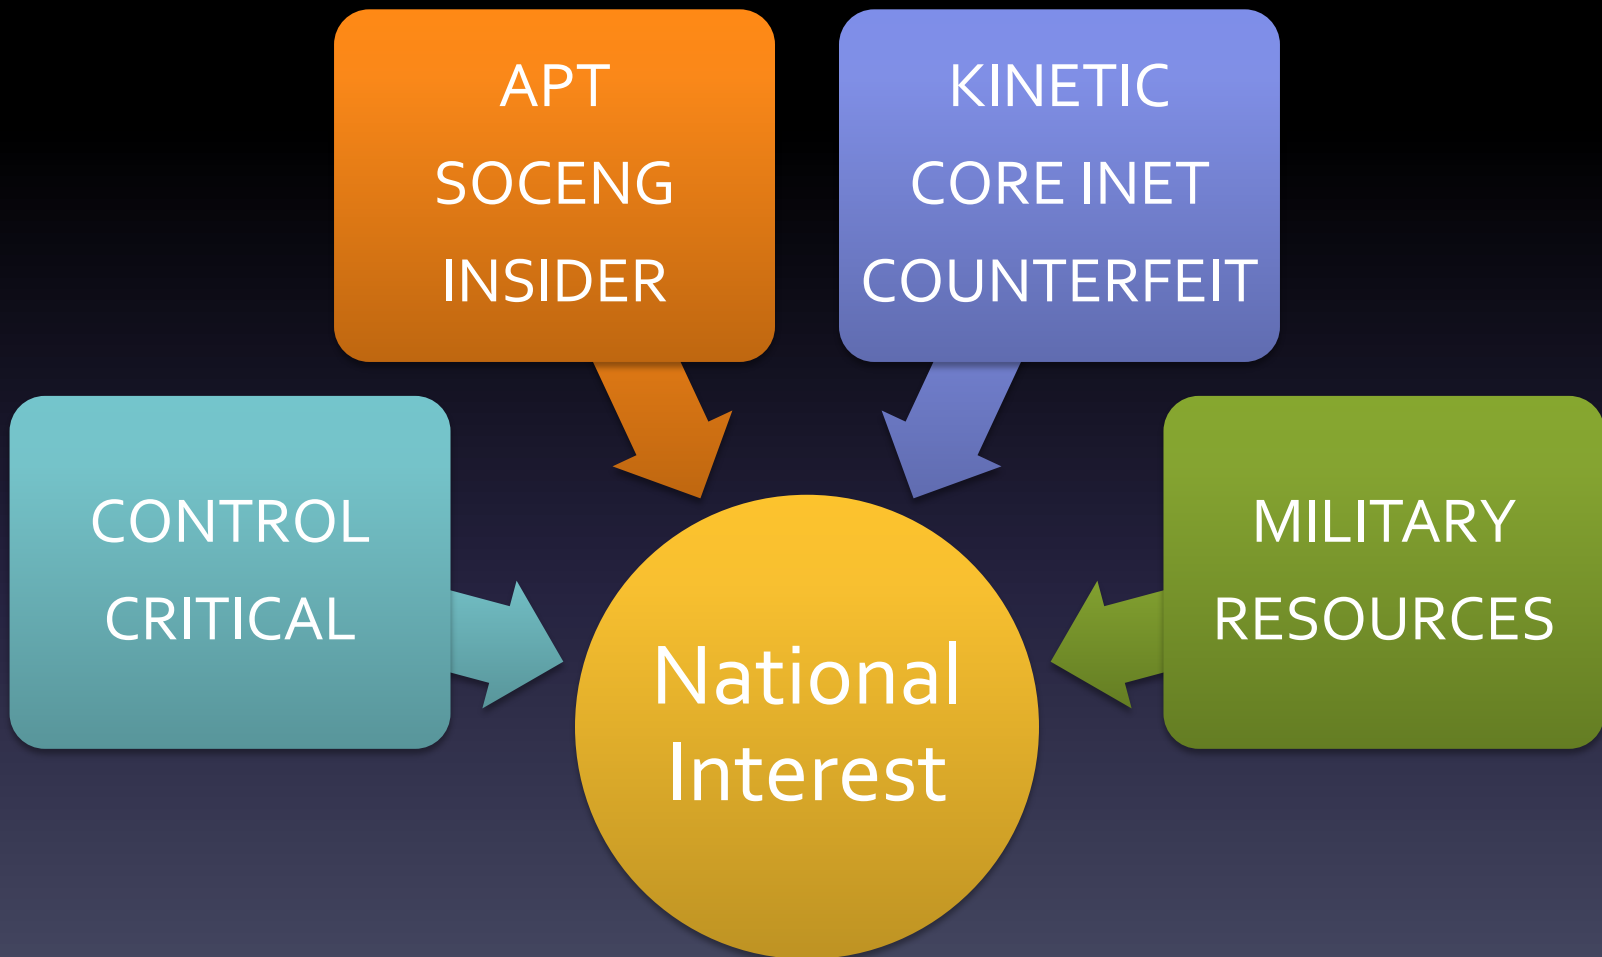 APT
SOCENG
INSIDER
KINETIC
CORE INET
COUNTERFEIT
CONTROL
CRITICAL
MILITARY
RESOURCES
National
Interest